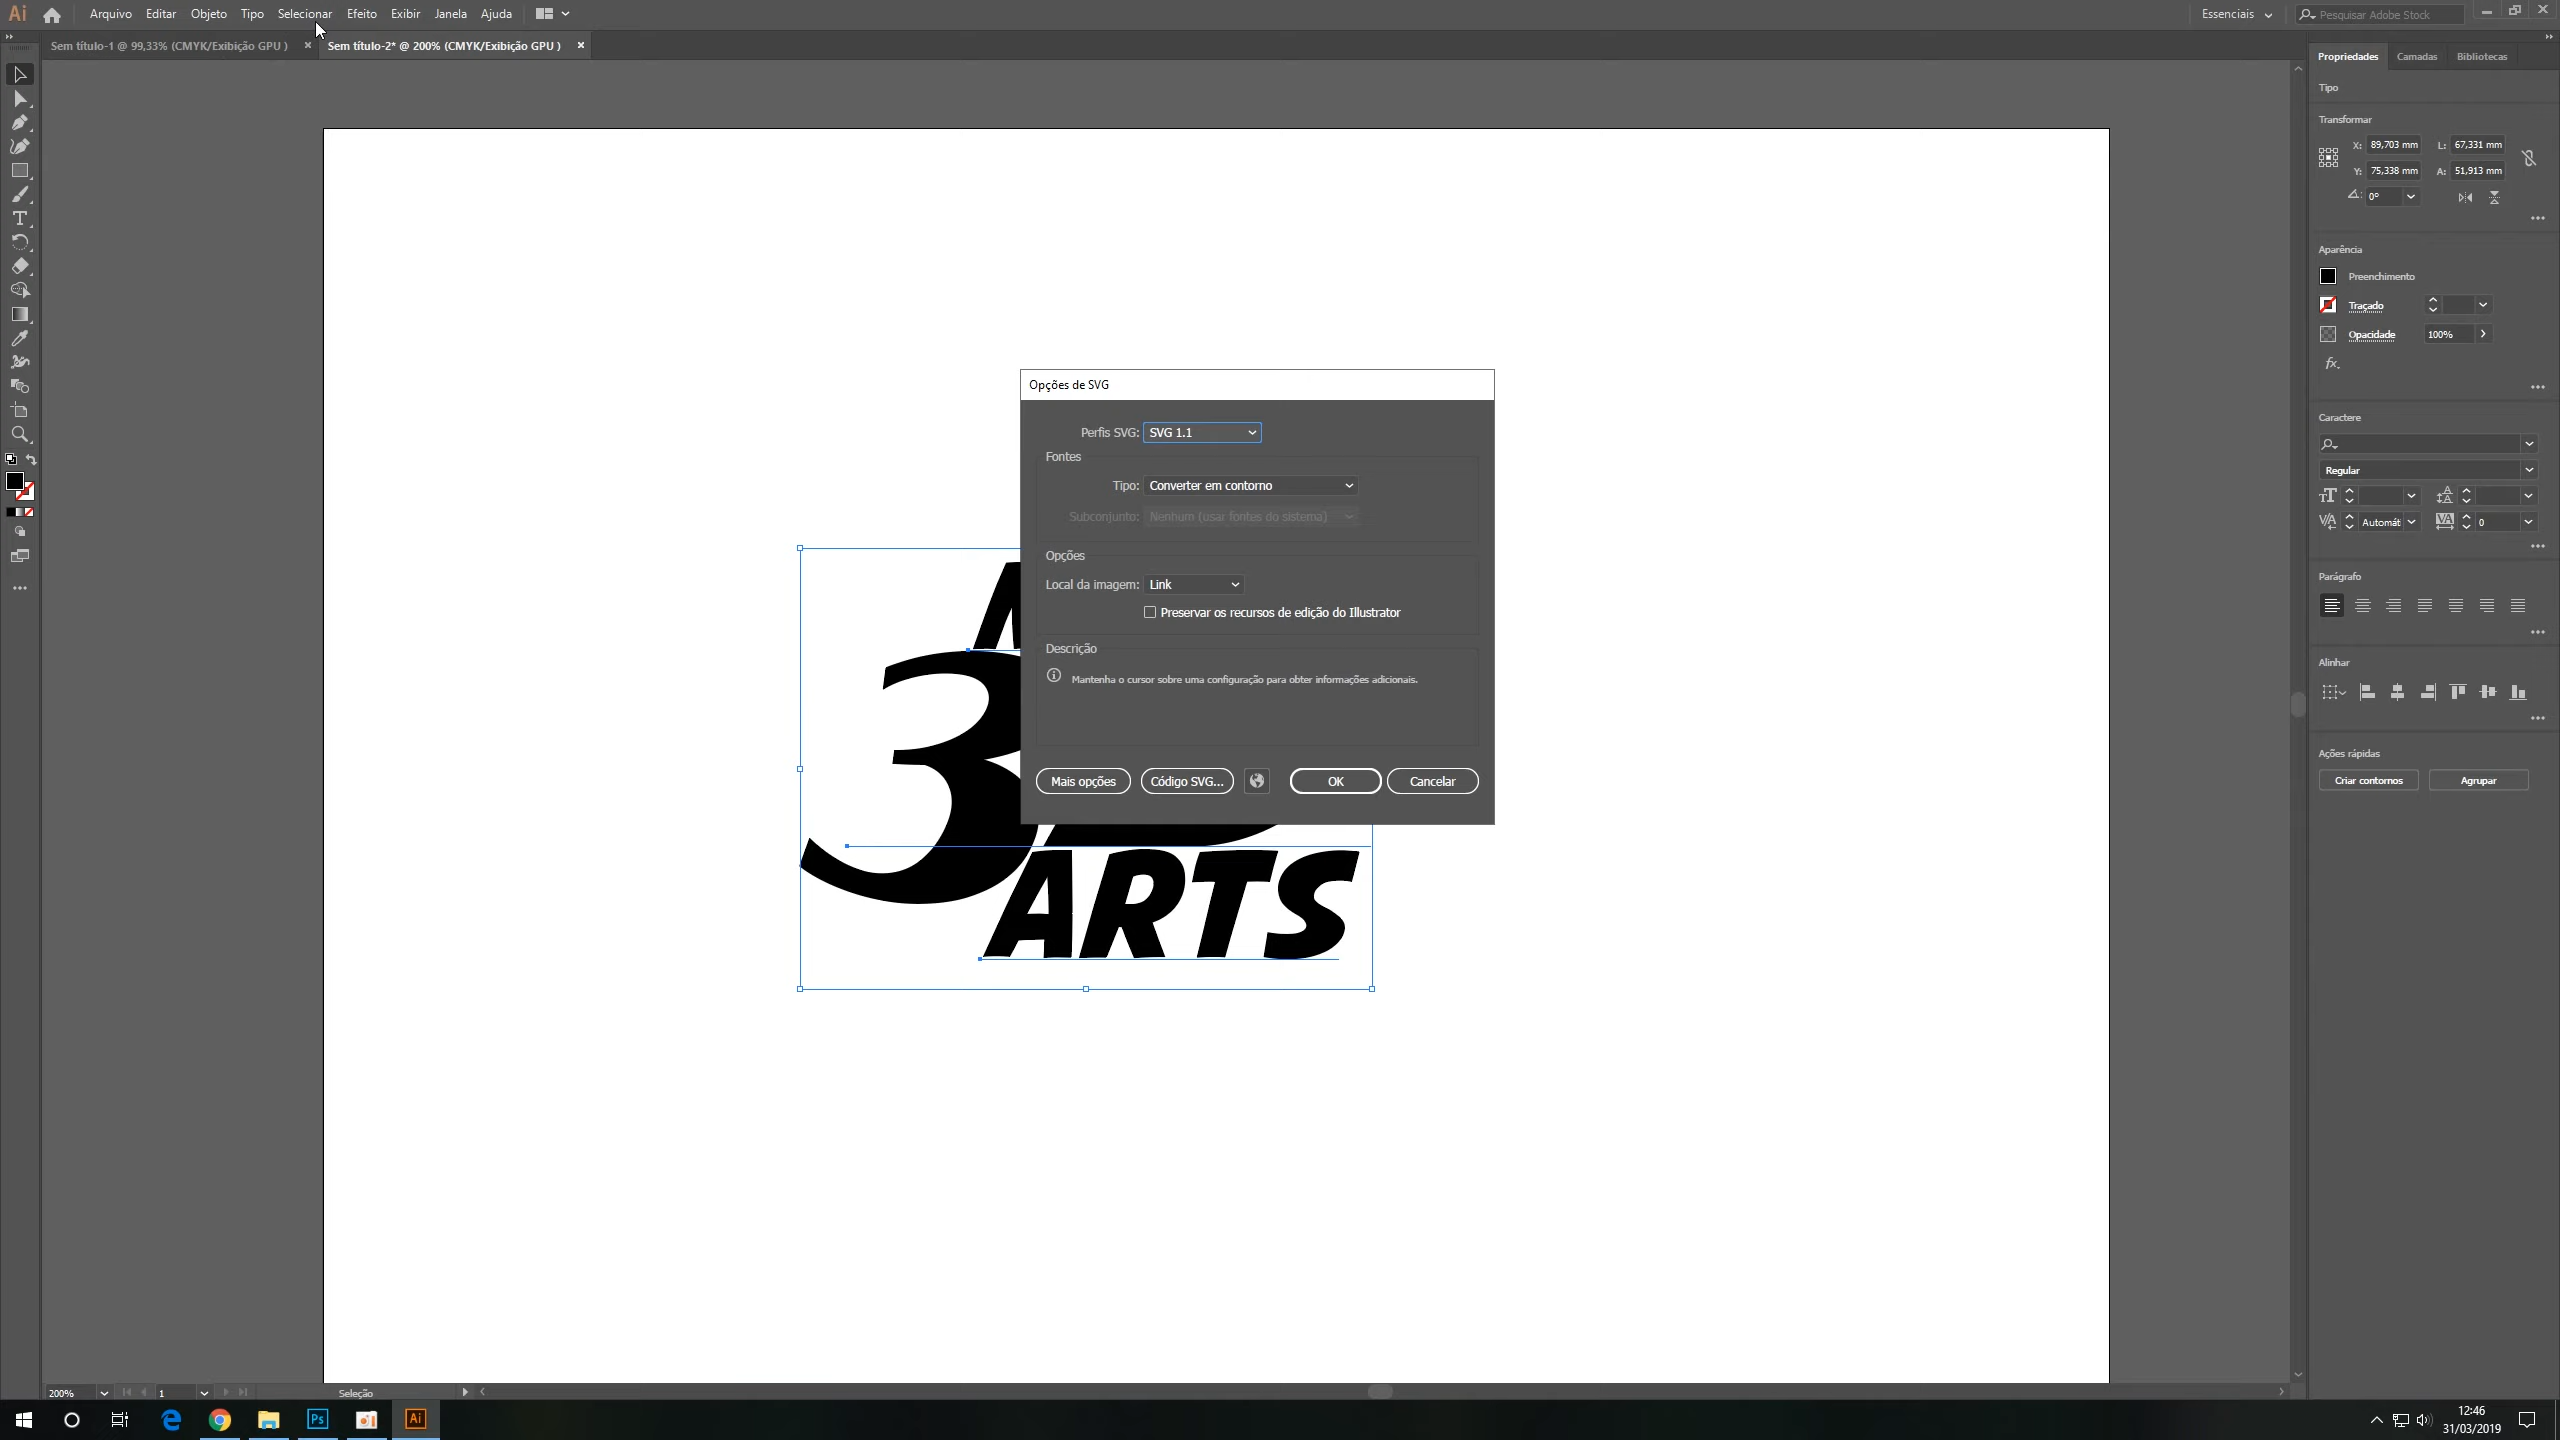 Ai Arquivo Editar Objeto Tipo Selecionar Efeito Exibir Janela Ajuda Essenciais Pesquisar Adobe Stock
Sem título-1 @ 99,33% (CMYK/Exibição GPU ) × Sem título-2* @ 200% (CMYK/Exibição GPU ) ×
Propriedades Camadas Bibliotecas
Tipo
Transformar
X: 89,703 mm L: 67,331 mm
Y: 75,338 mm A: 51,913 mm
0°
Aparência
Preenchimento
Traçado
Opacidade 100%
fx.
Caractere
Regular
Automát 0
Parágrafo
Alinhar
Ações rápidas
Criar contornos Agrupar
Opções de SVG
Perfis SVG: SVG 1.1
Fontes
Tipo: Converter em contorno
Subconjunto: Nenhum (usar fontes do sistema)
Opções
Local da imagem: Link
Preservar os recursos de edição do Illustrator
Descrição
Mantenha o cursor sobre uma configuração para obter informações adicionais.
Mais opções Código SVG... OK Cancelar
3
ARTS
200% 1 Seleção
Ps Ai
12:46
31/03/2019